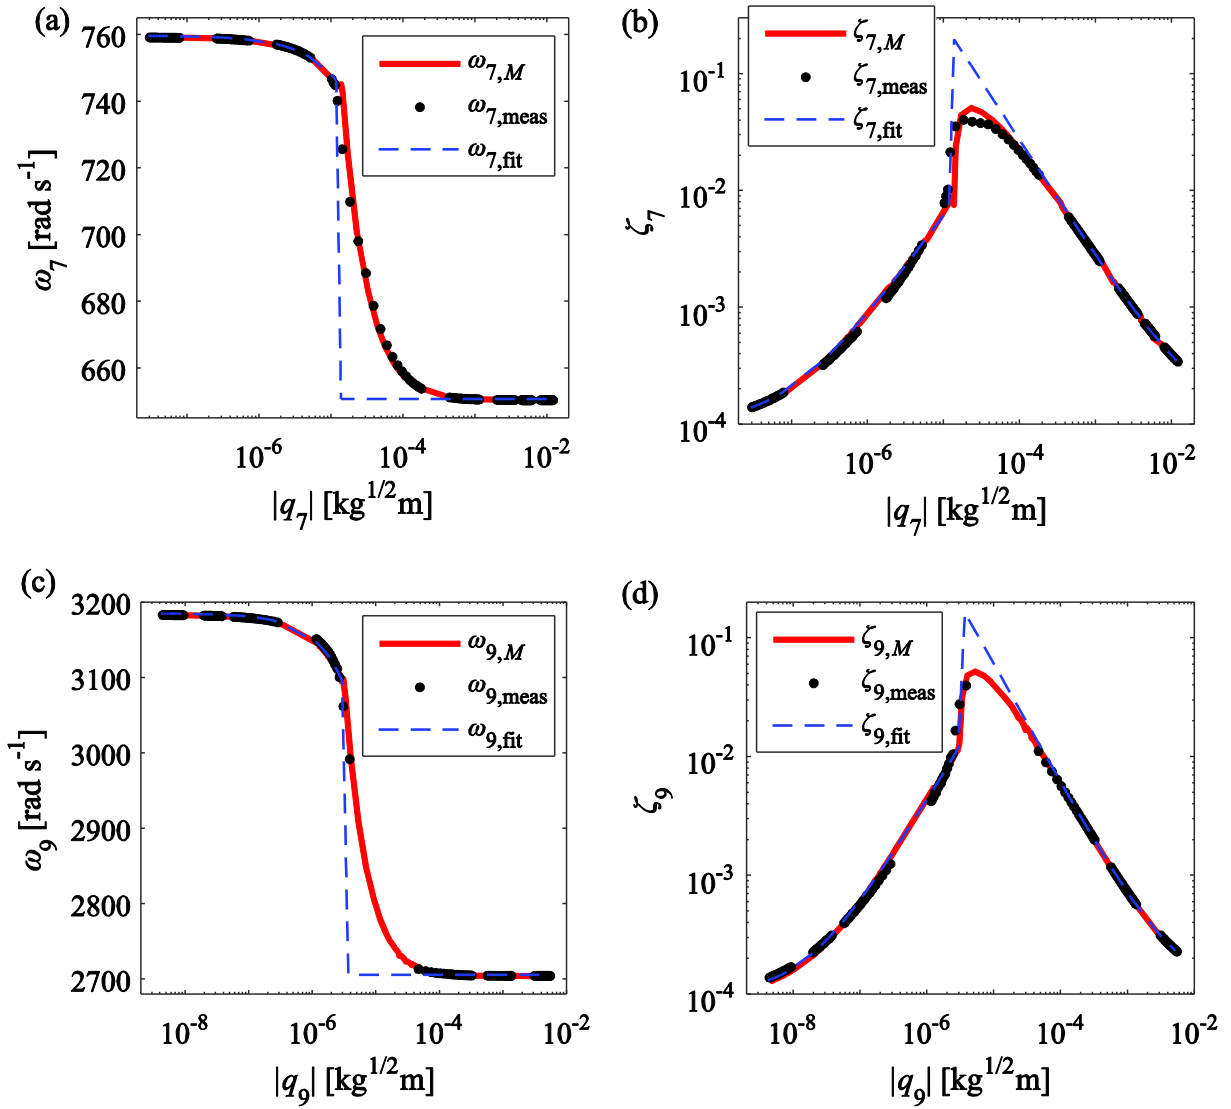 (a)
760
740
720
700
680
660
ω7 [rad s-1]
10-6
10-4
10-2
|q7| [kg1/2m]
ω7,M
ω7,meas
ω7,fit
(b)
10-1
10-2
10-3
10-4
ζ7
10-6
10-4
10-2
|q7| [kg1/2m]
ζ7,M
ζ7,meas
ζ7,fit
(c)
3200
3100
3000
2900
2800
2700
ω9 [rad s-1]
10-8
10-6
10-4
10-2
|q9| [kg1/2m]
ω9,M
ω9,meas
ω9,fit
(d)
10-1
10-2
10-3
10-4
ζ9
10-8
10-6
10-4
10-2
|q9| [kg1/2m]
ζ9,M
ζ9,meas
ζ9,fit